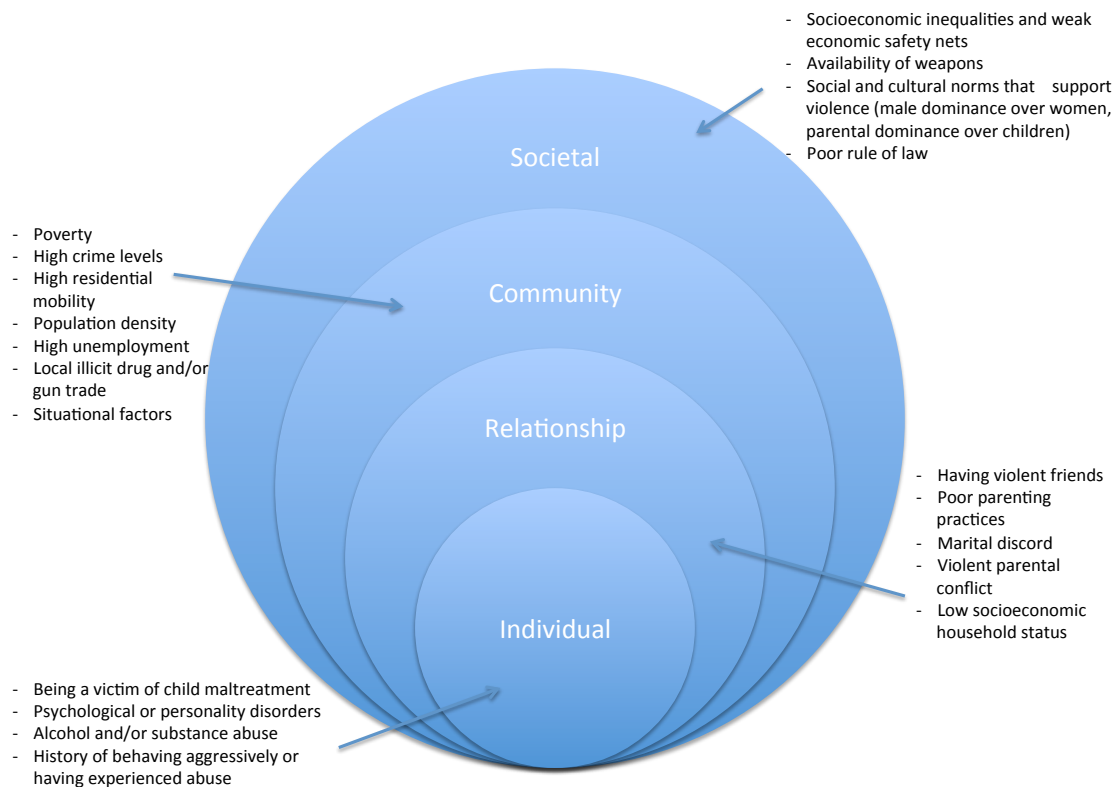 - Socioeconomic inequalities and weak
economic safety nets
- Availability of weapons
- Social and cultural norms that support
violence (male dominance over women,
parental dominance over children)
- Poor rule of law
Societal
- Poverty
- High crime levels
- High residential
mobility
- Population density
- High unemployment
- Local illicit drug and/or
gun trade
- Situational factors
Community
Relationship
- Having violent friends
- Poor parenting
practices
- Marital discord
- Violent parental
conflict
- Low socioeconomic
household status
Individual
- Being a victim of child maltreatment
- Psychological or personality disorders
- Alcohol and/or substance abuse
- History of behaving aggressively or
having experienced abuse